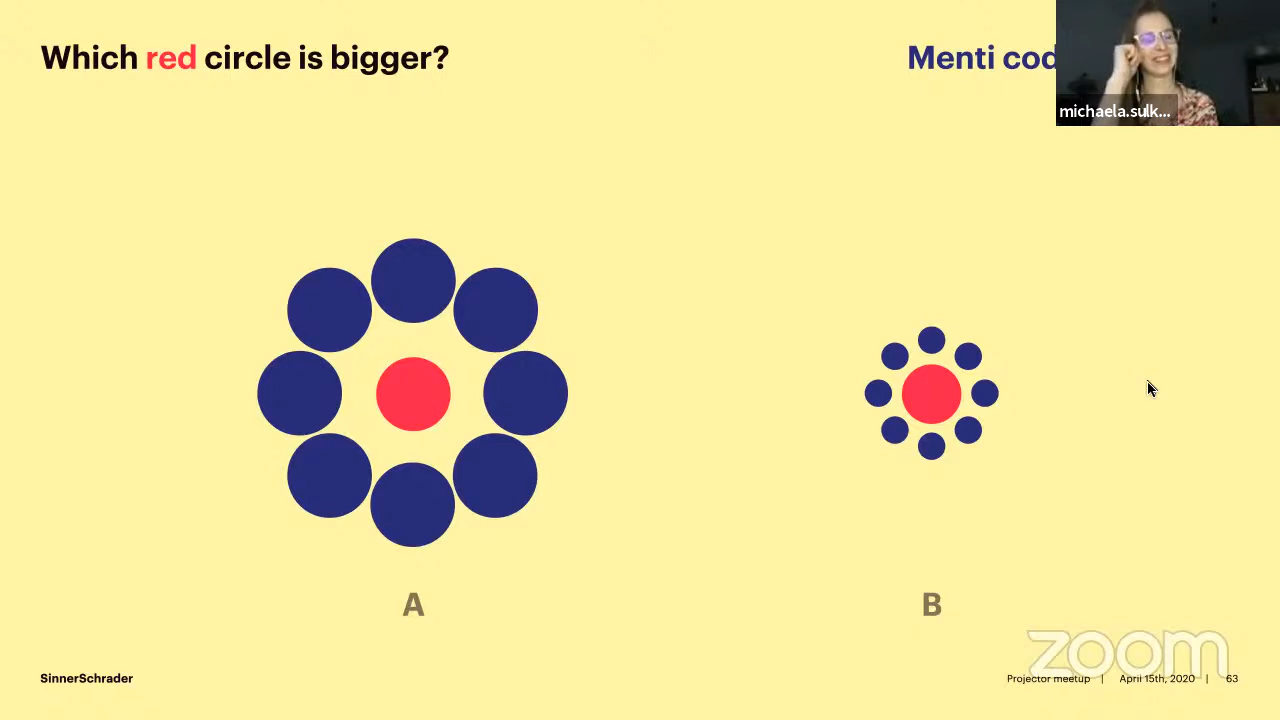 Which red circle is bigger?
Menti cod
michaela.sulk...
A
B
zoom
SinnerSchrader
Projector meetup | April 15th, 2020 | 63